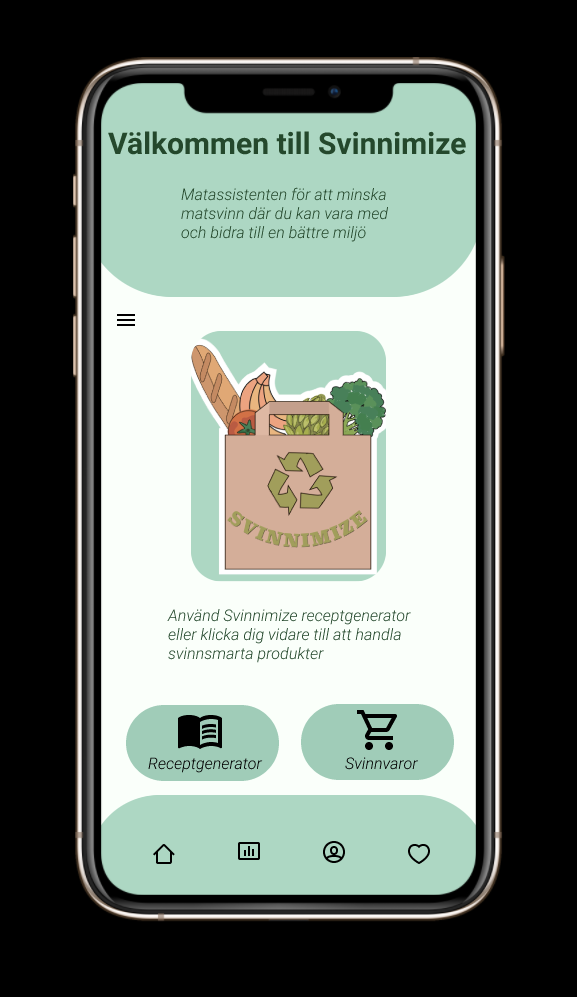 Välkommen till Svinnimize
Matassistenten för att minska
matsvinn där du kan vara med
och bidra till en bättre miljö
SVINNIMIZE
Använd Svinnimize receptgenerator
eller klicka dig vidare till att handla
svinnsmarta produkter
Receptgenerator
Svinnvaror